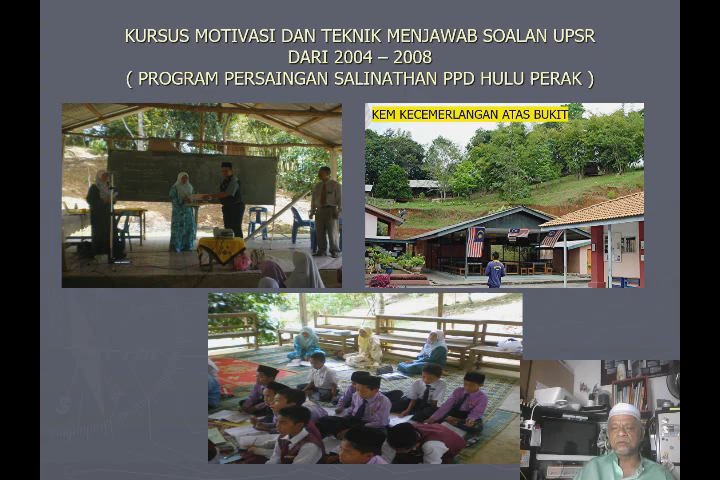 KURSUS MOTIVASI DAN TEKNIK MENJAWAB SOALAN UPSR
DARI 2004 – 2008
( PROGRAM PERSAINGAN SALINATHAN PPD HULU PERAK )
KEM KECEMERLANGAN ATAS BUKIT